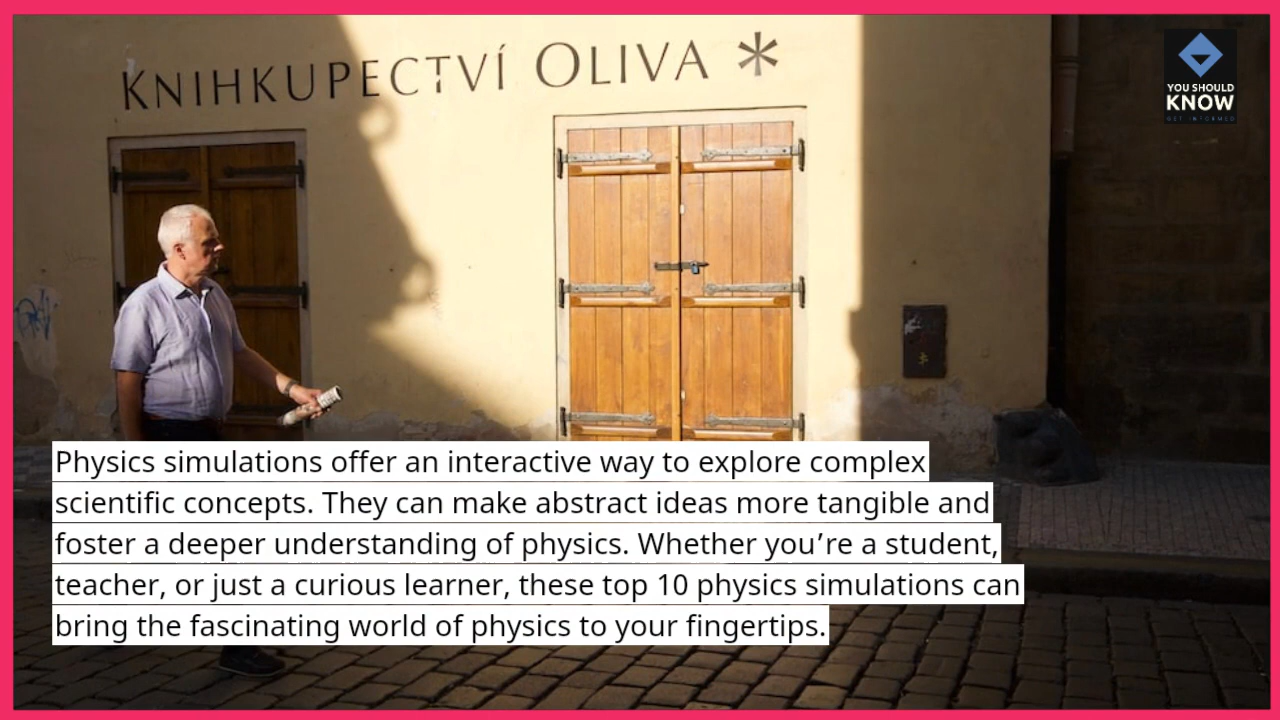 KNIHKUPECTVÍ OLIVA *
YOU SHOULD
KNOW
GET INFORMED
Physics simulations offer an interactive way to explore complex
scientific concepts. They can make abstract ideas more tangible and
foster a deeper understanding of physics. Whether you’re a student,
teacher, or just a curious learner, these top 10 physics simulations can
bring the fascinating world of physics to your fingertips.